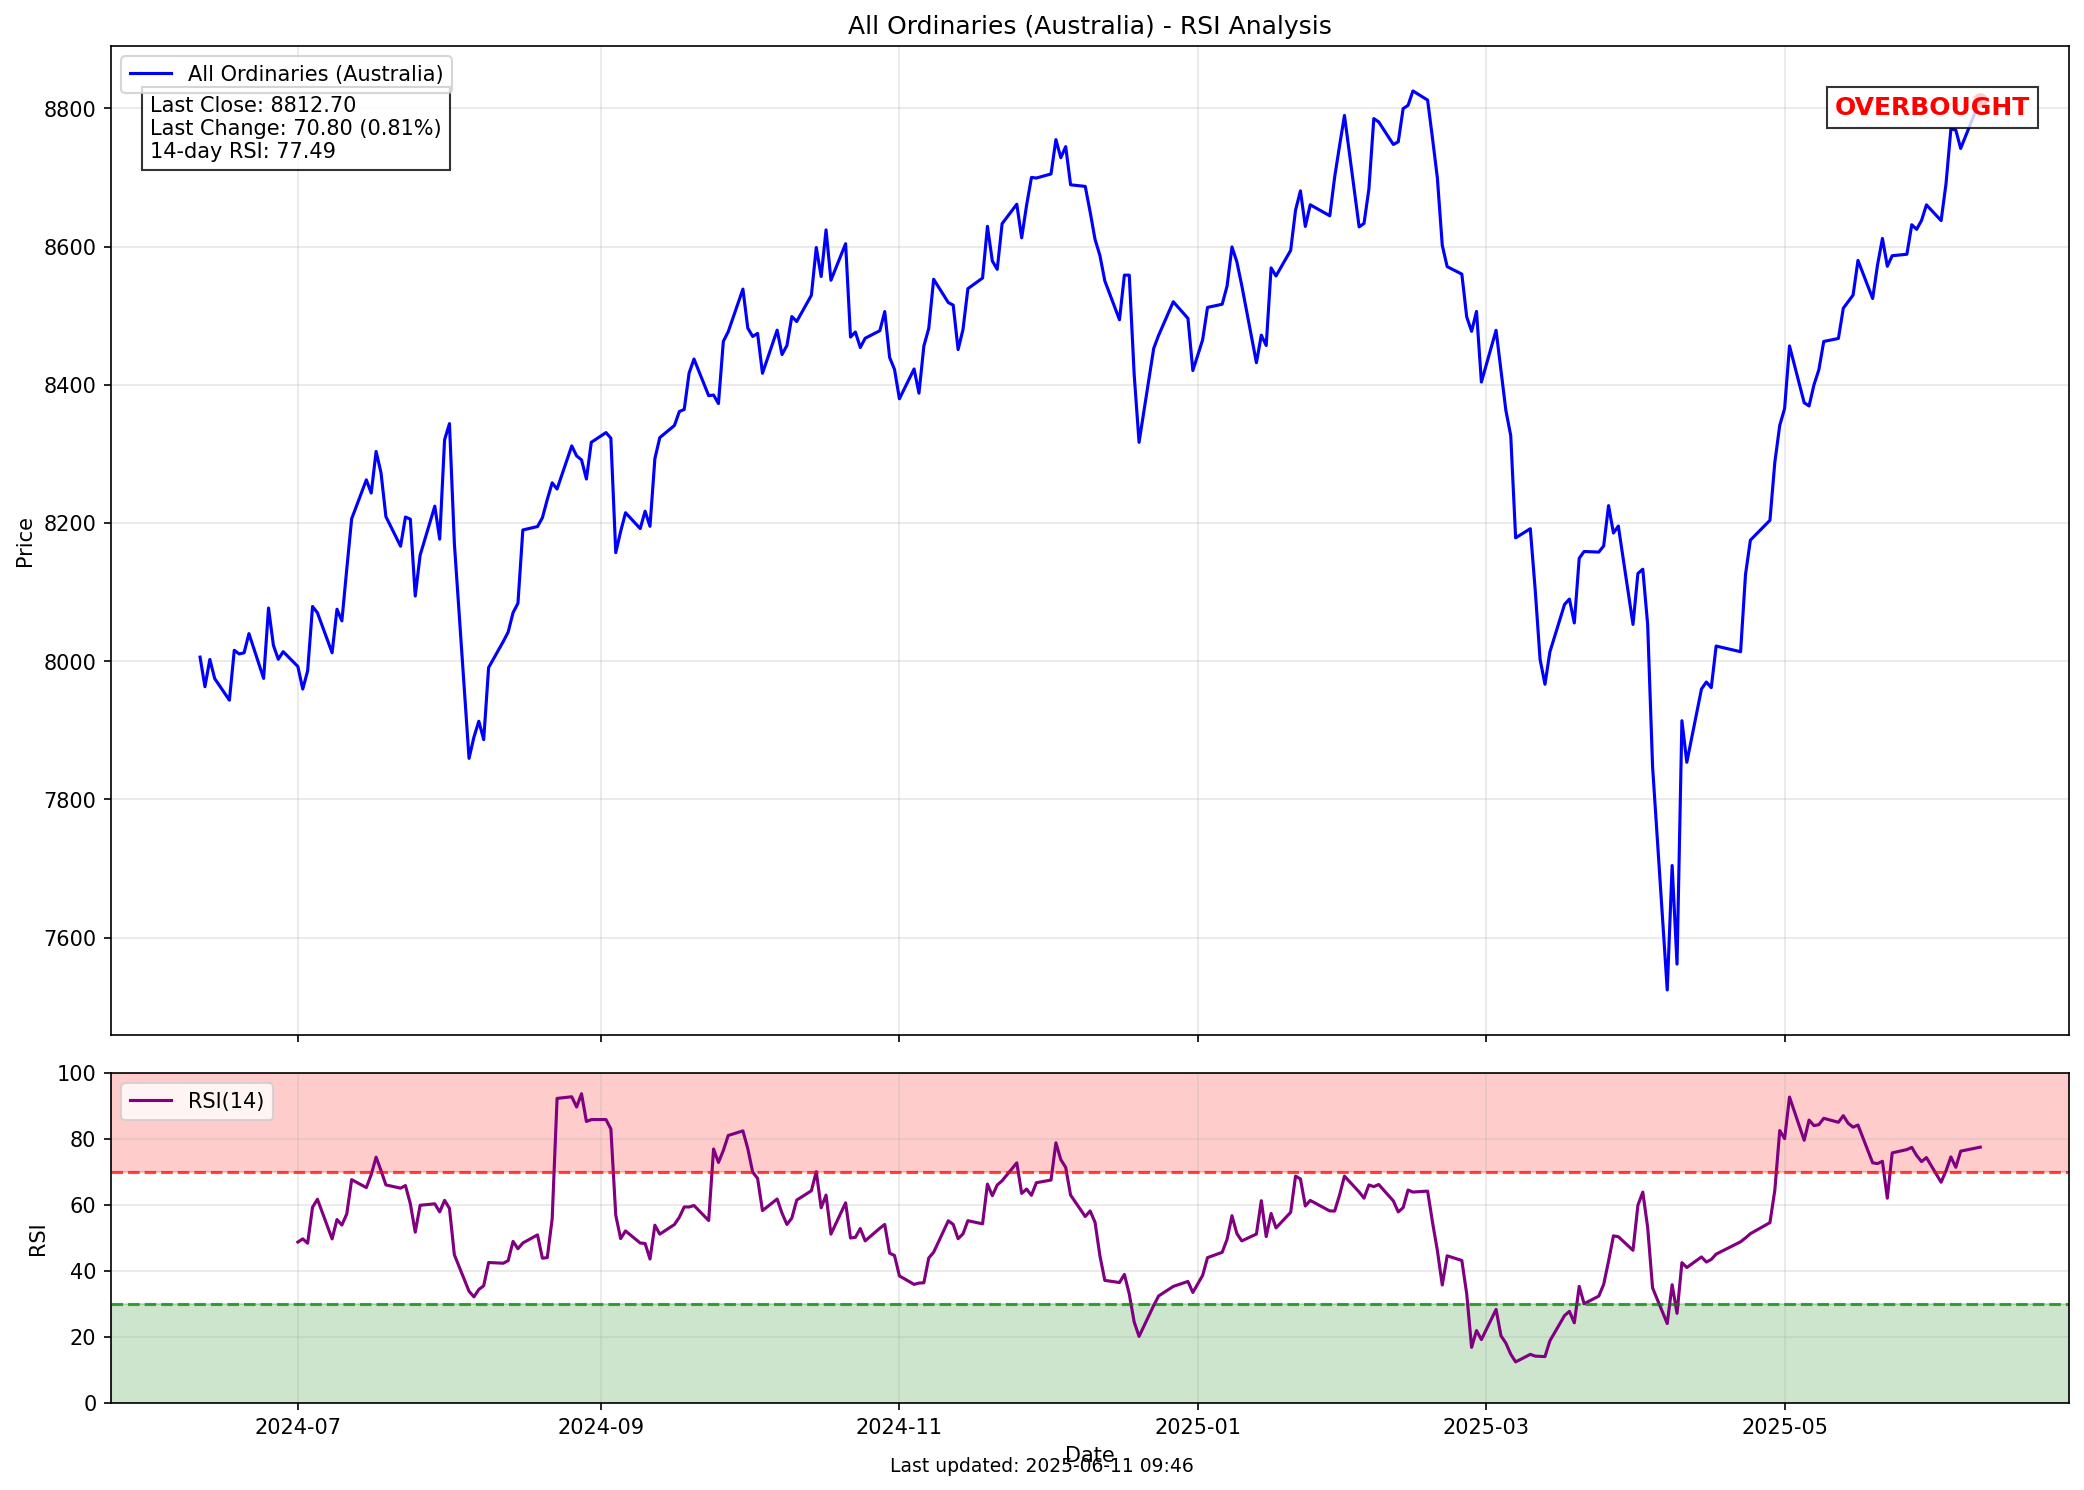 All Ordinaries (Australia) - RSI Analysis
All Ordinaries (Australia)
Last Close: 8812.70
Last Change: 70.80 (0.81%)
14-day RSI: 77.49
OVERBOUGHT
Price
8800
8600
8400
8200
8000
7800
7600
RSI(14)
RSI
100
80
60
40
20
0
2024-07
2024-09
2024-11
2025-01
2025-03
2025-05
Date
Last updated: 2025-06-11 09:46